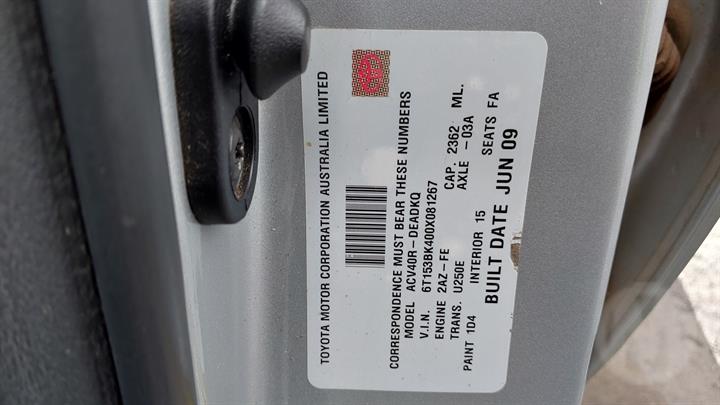 TOYOTA MOTOR CORPORATION AUSTRALIA LIMITED
CORRESPONDENCE MUST BEAR THESE NUMBERS
MODEL ACV40R-DEADKQ
V.I.N. 6T153BK400X081267
ENGINE 2AZ-FE CAP. 2362 ML.
TRANS. U250E AXLE -03A
PAINT 1D4 INTERIOR 15 SEATS FA
BUILT DATE JUN 09